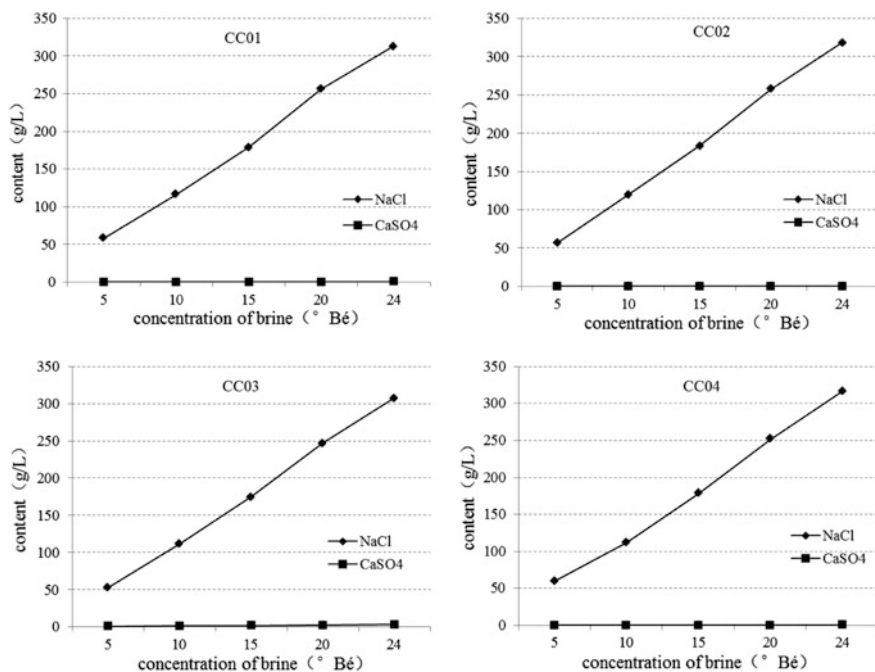 CC01
350
300
250
200
150
100
50
0
content（g/L）
NaCl
CaSO4
5 10 15 20 24
concentration of brine（° Bé）
CC02
350
300
250
200
150
100
50
0
content（g/L）
NaCl
CaSO4
5 10 15 20 24
concentration of brine（° Bé）
CC03
350
300
250
200
150
100
50
0
content（g/L）
NaCl
CaSO4
5 10 15 20 24
concentration of brine（° Bé）
CC04
350
300
250
200
150
100
50
0
content（g/L）
NaCl
CaSO4
5 10 15 20 24
concentration of brine（° Bé）